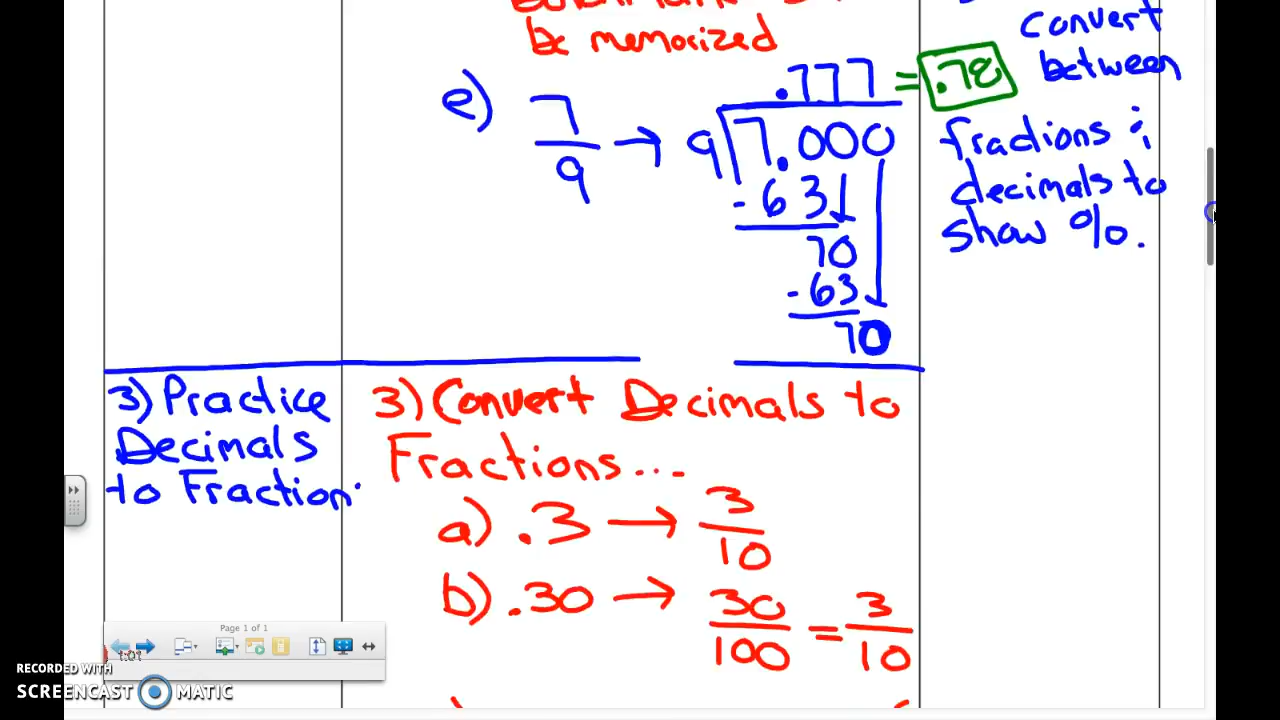 be memorized
convert
between
fractions &
decimals to
show %.
e) 7/9 → 9 7.000
.777 = .78
- 63
70
- 63
70
3) Practice
Decimals
to Fraction
3) Convert Decimals to
Fractions...
a) .3 → 3/10
b) .30 → 30/100 = 3/10
Page 1 of 1
1:01
RECORDED WITH
SCREENCAST MATIC